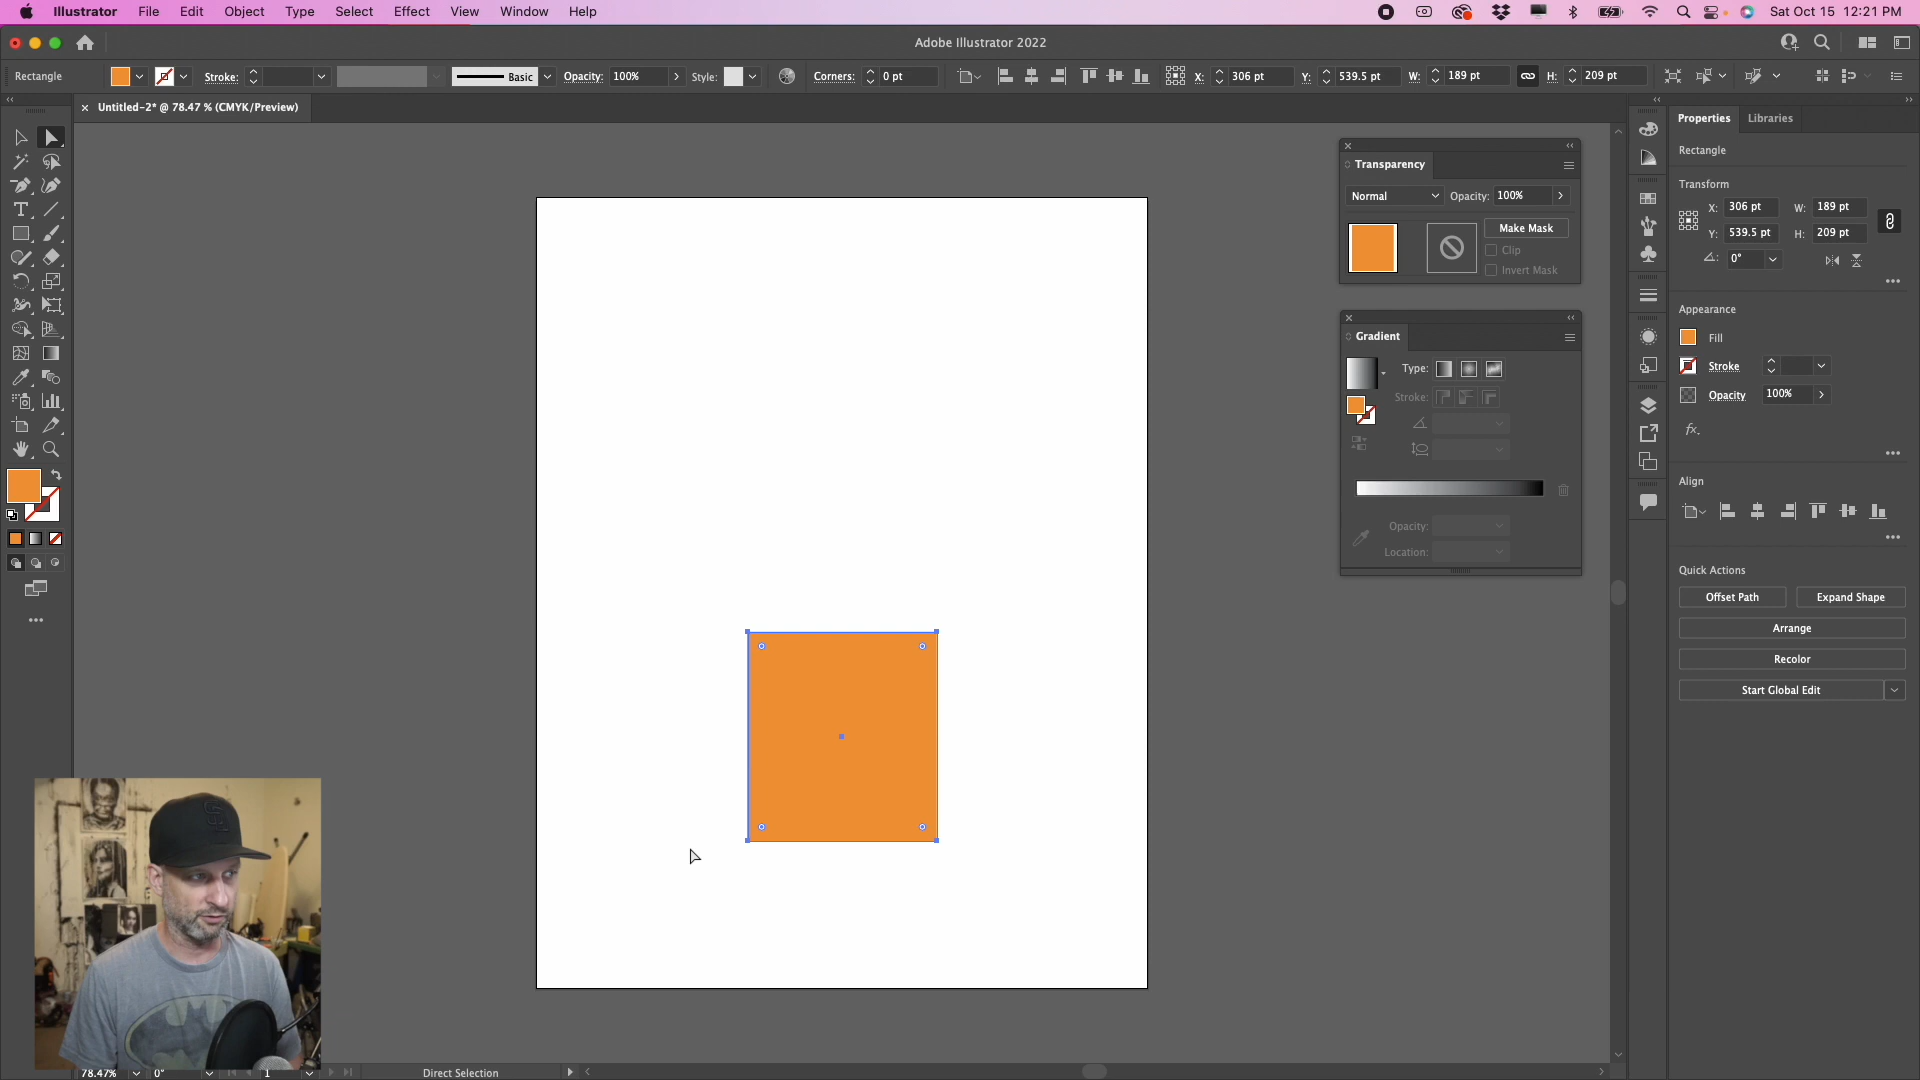 Illustrator File Edit Object Type Select Effect View Window Help Sat Oct 15 12:21 PM
Adobe Illustrator 2022
Rectangle Stroke: Basic Opacity: 100% Style: Corners: 0 pt X: 306 pt Y: 539.5 pt W: 189 pt H: 209 pt
× Untitled-2* @ 78.47 % (CMYK/Preview)
Properties Libraries
Rectangle
Transform
X: 306 pt W: 189 pt
Y: 539.5 pt H: 209 pt
0°
Appearance
Fill
Stroke
Opacity 100%
fx.
Align
Quick Actions
Offset Path Expand Shape
Arrange
Recolor
Start Global Edit
Transparency
Normal Opacity: 100%
Make Mask
Clip
Invert Mask
Gradient
Type:
Stroke:
Opacity:
Location:
78.47% 0° 1 Direct Selection